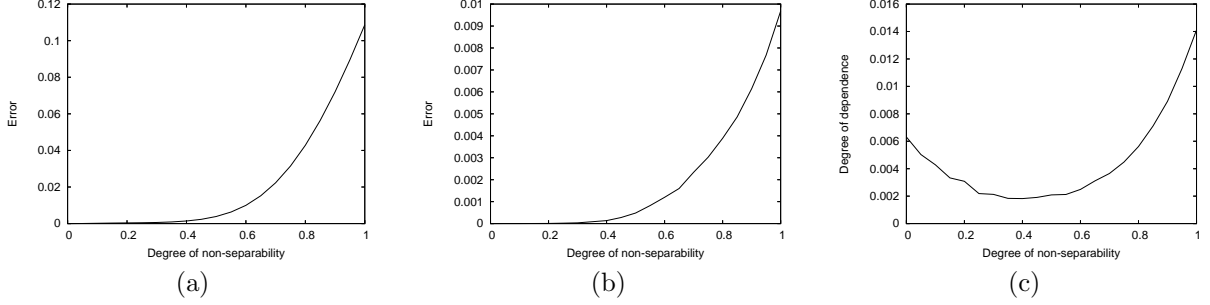 0.12
0.1
0.08
0.06
0.04
0.02
0
Error
0 0.2 0.4 0.6 0.8 1
Degree of non-separability
(a)
0.01
0.009
0.008
0.007
0.006
0.005
0.004
0.003
0.002
0.001
0
Error
0 0.2 0.4 0.6 0.8 1
Degree of non-separability
(b)
0.016
0.014
0.012
0.01
0.008
0.006
0.004
0.002
0
Degree of dependence
0 0.2 0.4 0.6 0.8 1
Degree of non-separability
(c)